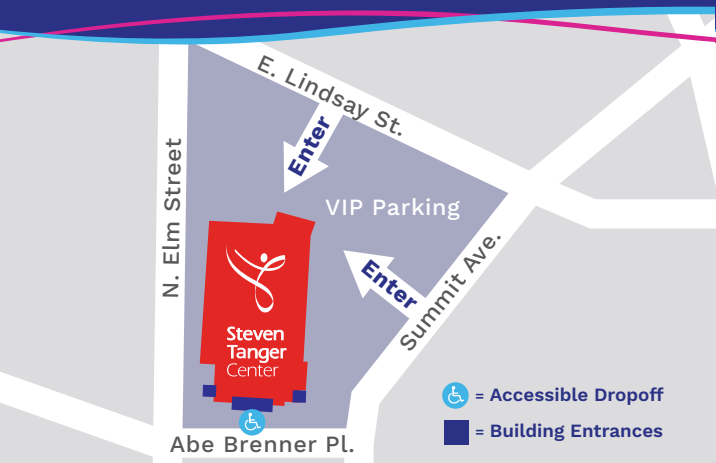 E. Lindsay St.
Enter
N. Elm Street
VIP Parking
Enter
Summit Ave.
Steven
Tanger
Center
= Accessible Dropoff
= Building Entrances
Abe Brenner Pl.